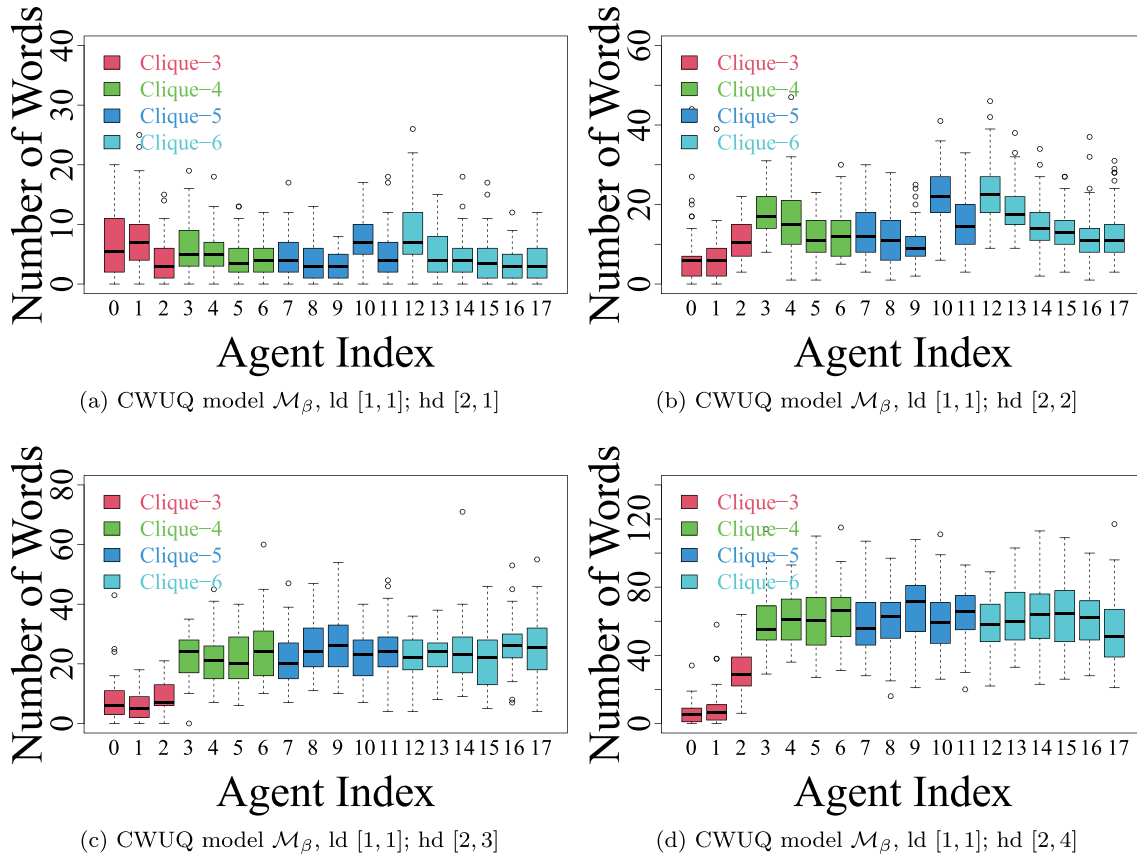 Number of Words
0 10 20 30 40
Clique−3
Clique−4
Clique−5
Clique−6
0 1 2 3 4 5 6 7 8 9 10 11 12 13 14 15 16 17
Agent Index
(a) CWUQ model 𝓜β, ld [1, 1]; hd [2, 1]
Number of Words
0 20 40 60
Clique−3
Clique−4
Clique−5
Clique−6
0 1 2 3 4 5 6 7 8 9 10 11 12 13 14 15 16 17
Agent Index
(b) CWUQ model 𝓜β, ld [1, 1]; hd [2, 2]
Number of Words
0 20 40 60 80
Clique−3
Clique−4
Clique−5
Clique−6
0 1 2 3 4 5 6 7 8 9 10 11 12 13 14 15 16 17
Agent Index
(c) CWUQ model 𝓜β, ld [1, 1]; hd [2, 3]
Number of Words
0 40 80 120
Clique−3
Clique−4
Clique−5
Clique−6
0 1 2 3 4 5 6 7 8 9 10 11 12 13 14 15 16 17
Agent Index
(d) CWUQ model 𝓜β, ld [1, 1]; hd [2, 4]